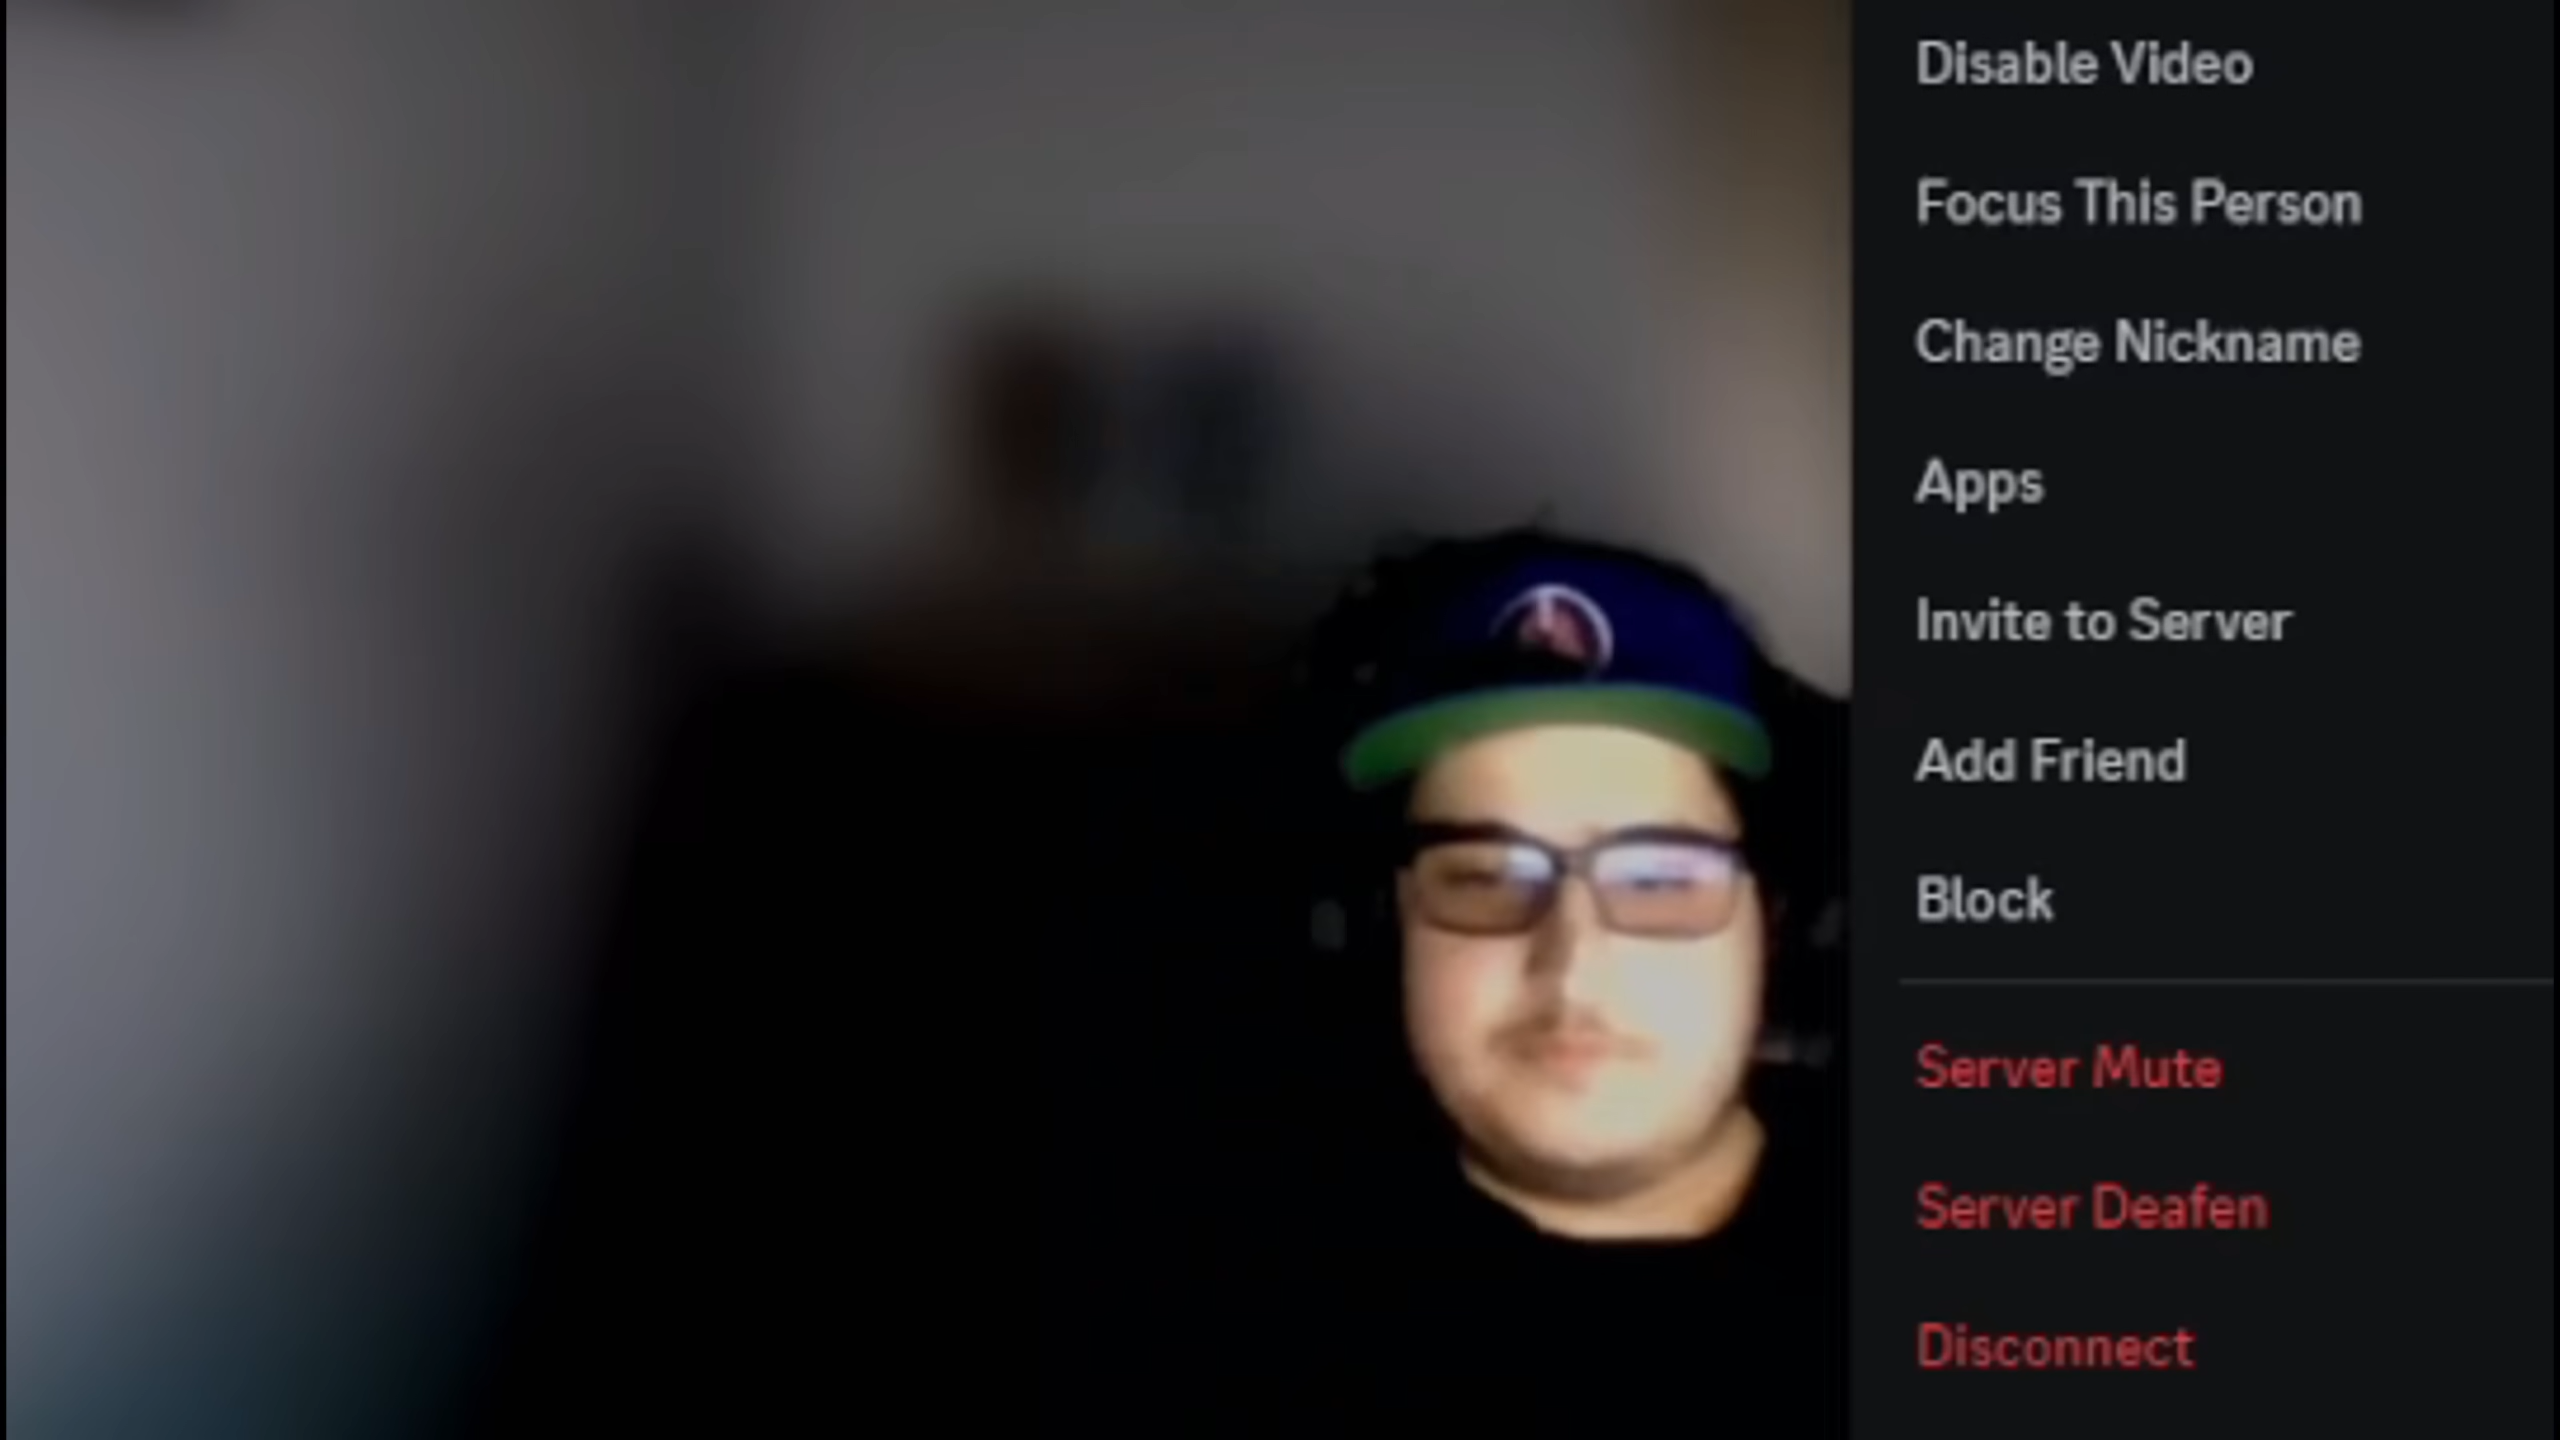 Disable Video
Focus This Person
Change Nickname
Apps
Invite to Server
Add Friend
Block
Server Mute
Server Deafen
Disconnect